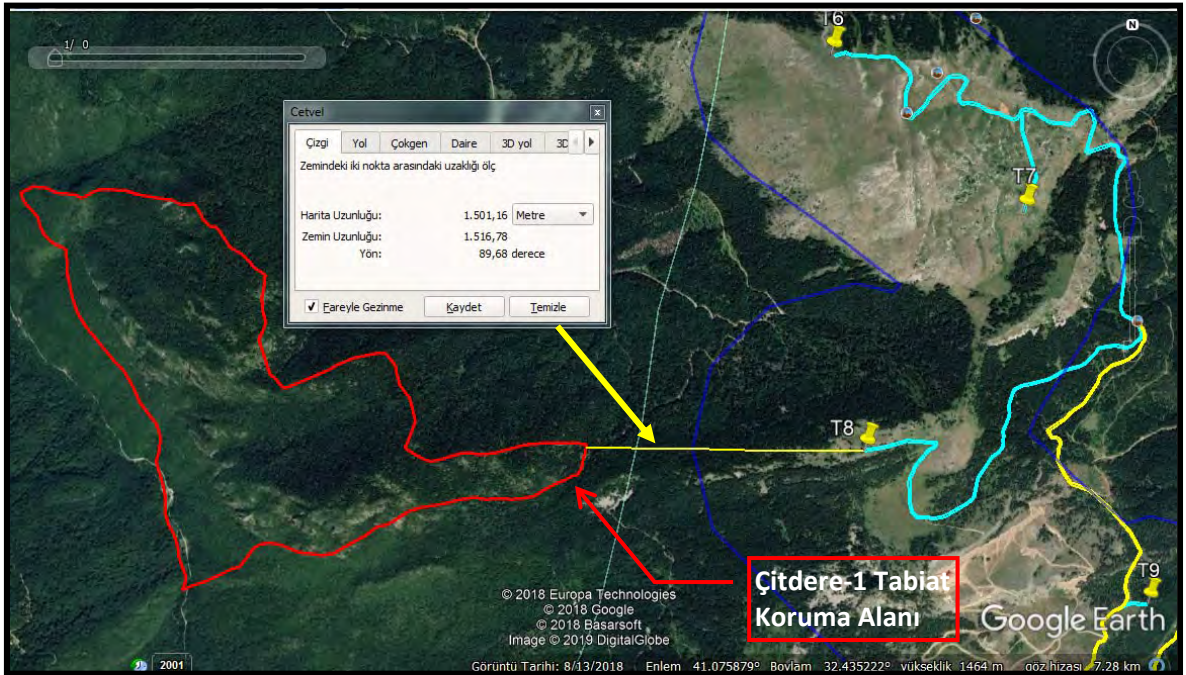 1/ 0
T6
N
Cetvel
Çizgi Yol Çokgen Daire 3D yol
Zemindeki iki nokta arasındaki uzaklığı ölç
Harita Uzunluğu: 1.501,16 Metre
Zemin Uzunluğu: 1.516,78
Yön: 89,68 derece
Fareyle Gezinme Kaydet Temizle
T7
T8
T9
Çitdere-1 Tabiat
Koruma Alanı
© 2018 Europa Technologies
© 2018 Google
© 2018 Basarsoft
Image © 2019 DigitalGlobe
Google Earth
2001
Görüntü Tarihi: 8/13/2018 Enlem 41.075879° Boylam 32.435222° yükseklik 1464 m göz hizası 7.28 km